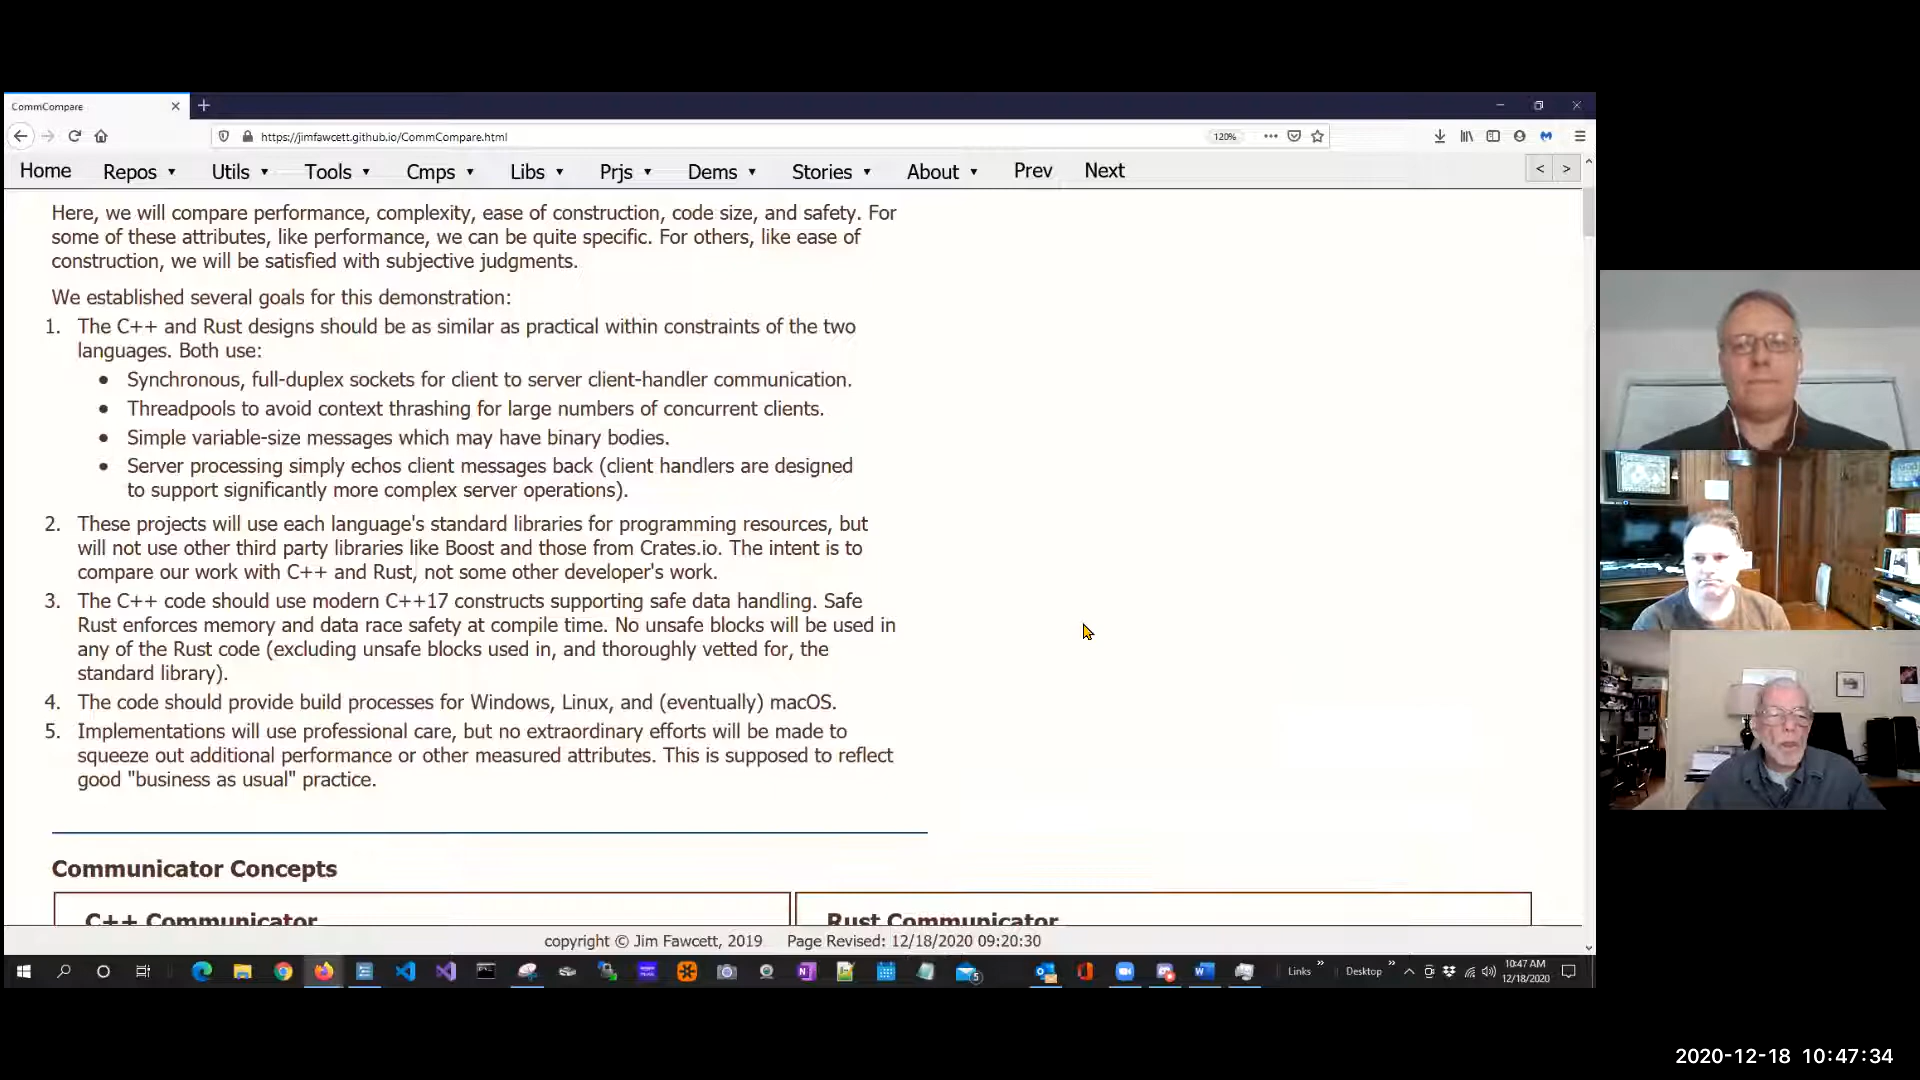 CommCompare
https://jimfawcett.github.io/CommCompare.html
120%
Home Repos Utils Tools Cmps Libs Prjs Dems Stories About Prev Next
< >
Here, we will compare performance, complexity, ease of construction, code size, and safety. For
some of these attributes, like performance, we can be quite specific. For others, like ease of
construction, we will be satisfied with subjective judgments.
We established several goals for this demonstration:
1. The C++ and Rust designs should be as similar as practical within constraints of the two
languages. Both use:
• Synchronous, full-duplex sockets for client to server client-handler communication.
• Threadpools to avoid context thrashing for large numbers of concurrent clients.
• Simple variable-size messages which may have binary bodies.
• Server processing simply echos client messages back (client handlers are designed
to support significantly more complex server operations).
2. These projects will use each language's standard libraries for programming resources, but
will not use other third party libraries like Boost and those from Crates.io. The intent is to
compare our work with C++ and Rust, not some other developer's work.
3. The C++ code should use modern C++17 constructs supporting safe data handling. Safe
Rust enforces memory and data race safety at compile time. No unsafe blocks will be used in
any of the Rust code (excluding unsafe blocks used in, and thoroughly vetted for, the
standard library).
4. The code should provide build processes for Windows, Linux, and (eventually) macOS.
5. Implementations will use professional care, but no extraordinary efforts will be made to
squeeze out additional performance or other measured attributes. This is supposed to reflect
good "business as usual" practice.
Communicator Concepts
C++ Communicator
Rust Communicator
copyright © Jim Fawcett, 2019 Page Revised: 12/18/2020 09:20:30
Links » Desktop » 10:47 AM
12/18/2020
2020-12-18 10:47:34